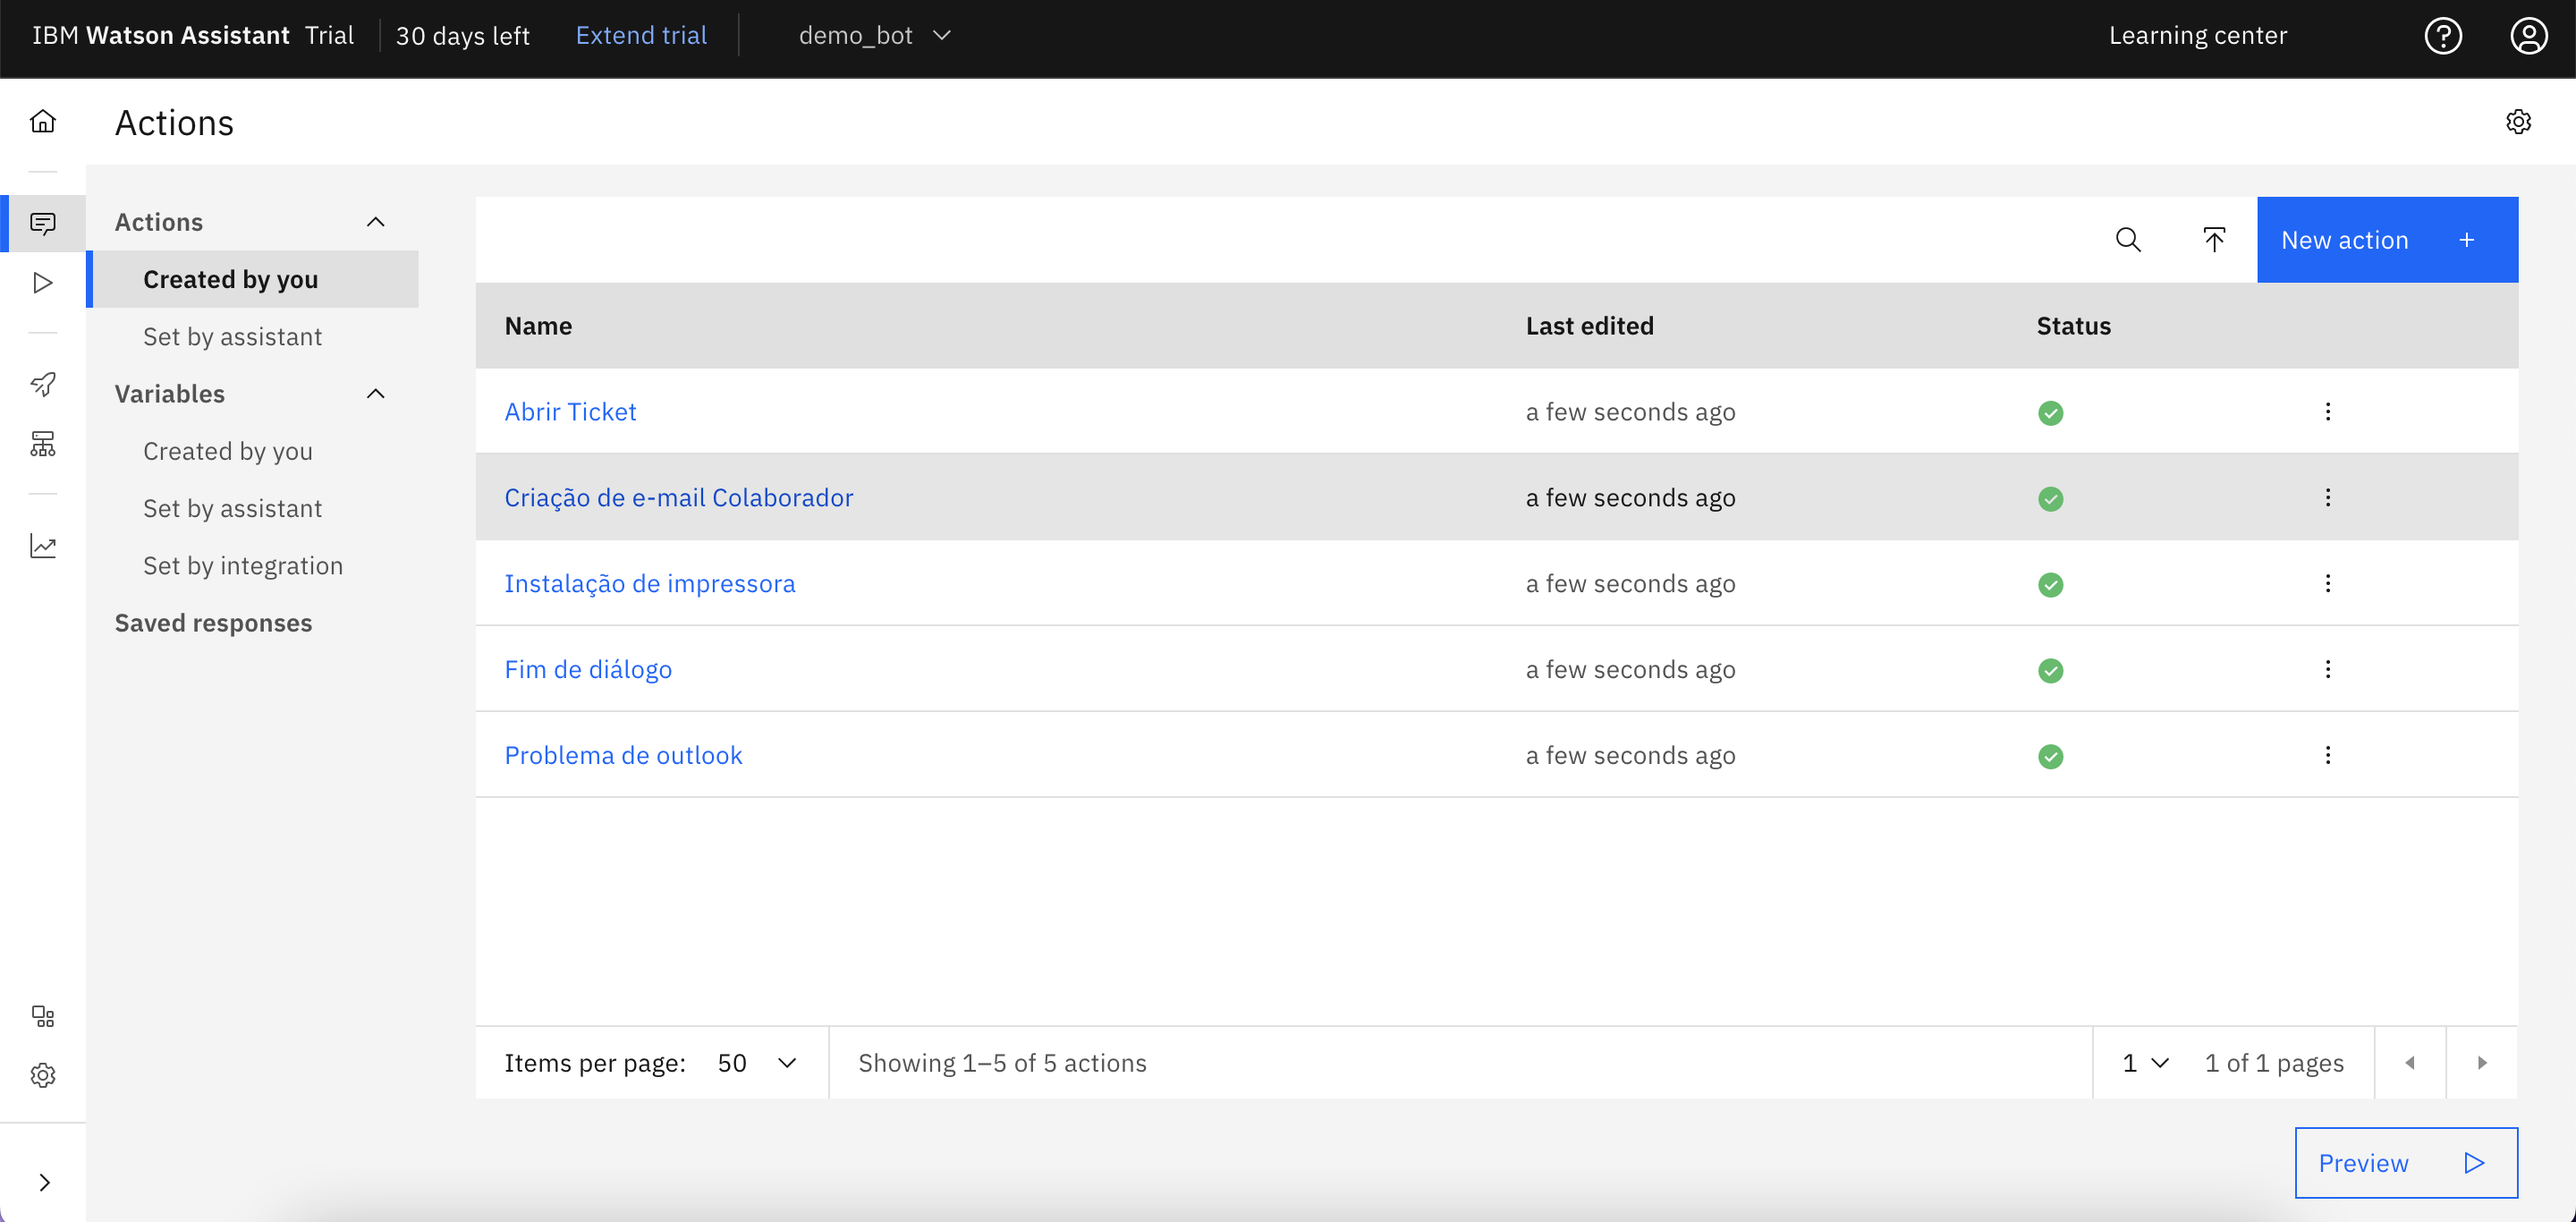 IBM Watson Assistant Trial
30 days left
Extend trial
demo_bot
Learning center
Actions
Actions
Created by you
Set by assistant
Variables
Created by you
Set by assistant
Set by integration
Saved responses
New action +
Name Last edited Status
Abrir Ticket a few seconds ago
Criação de e-mail Colaborador a few seconds ago
Instalação de impressora a few seconds ago
Fim de diálogo a few seconds ago
Problema de outlook a few seconds ago
Items per page: 50
Showing 1–5 of 5 actions
1
1 of 1 pages
Preview